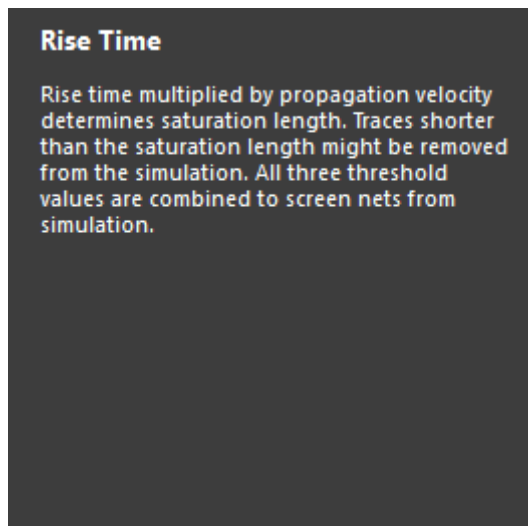 Rise Time
Rise time multiplied by propagation velocity
determines saturation length. Traces shorter
than the saturation length might be removed
from the simulation. All three threshold
values are combined to screen nets from
simulation.